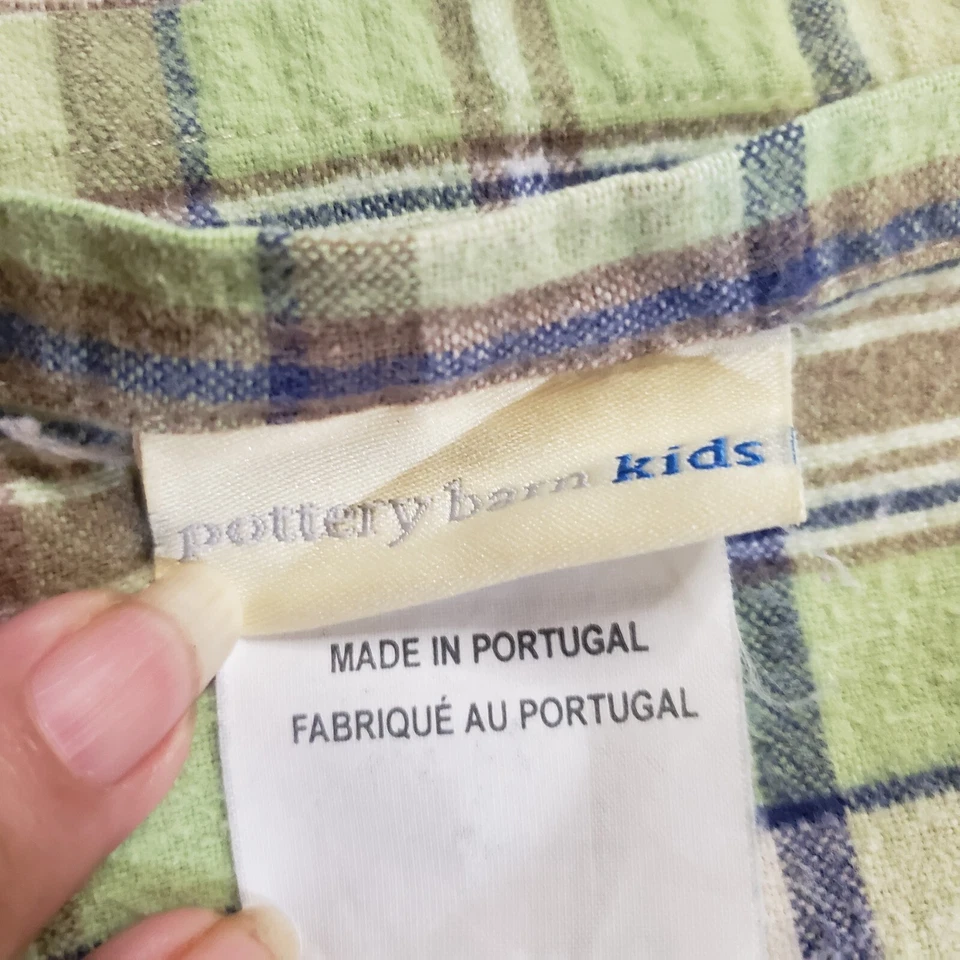 pottery barn kids
MADE IN PORTUGAL
FABRIQUÉ AU PORTUGAL